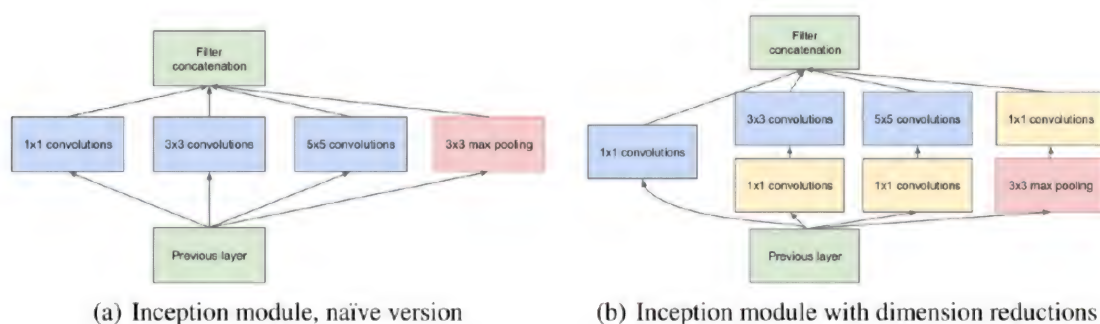 Filter
concatenation
1x1 convolutions
3x3 convolutions
5x5 convolutions
3x3 max pooling
Previous layer
(a) Inception module, naïve version
Filter
concatenation
3x3 convolutions
5x5 convolutions
1x1 convolutions
1x1 convolutions
1x1 convolutions
1x1 convolutions
3x3 max pooling
Previous layer
(b) Inception module with dimension reductions